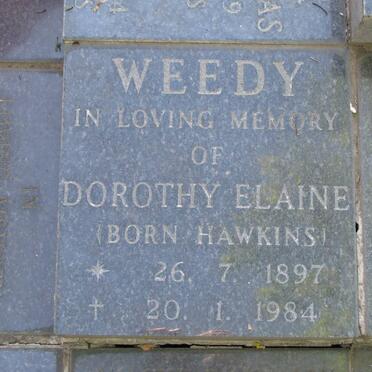 WEEDY
IN LOVING MEMORY
OF
DOROTHY ELAINE
(BORN HAWKINS)
* 26. 7. 1897
† 20. 1. 1984